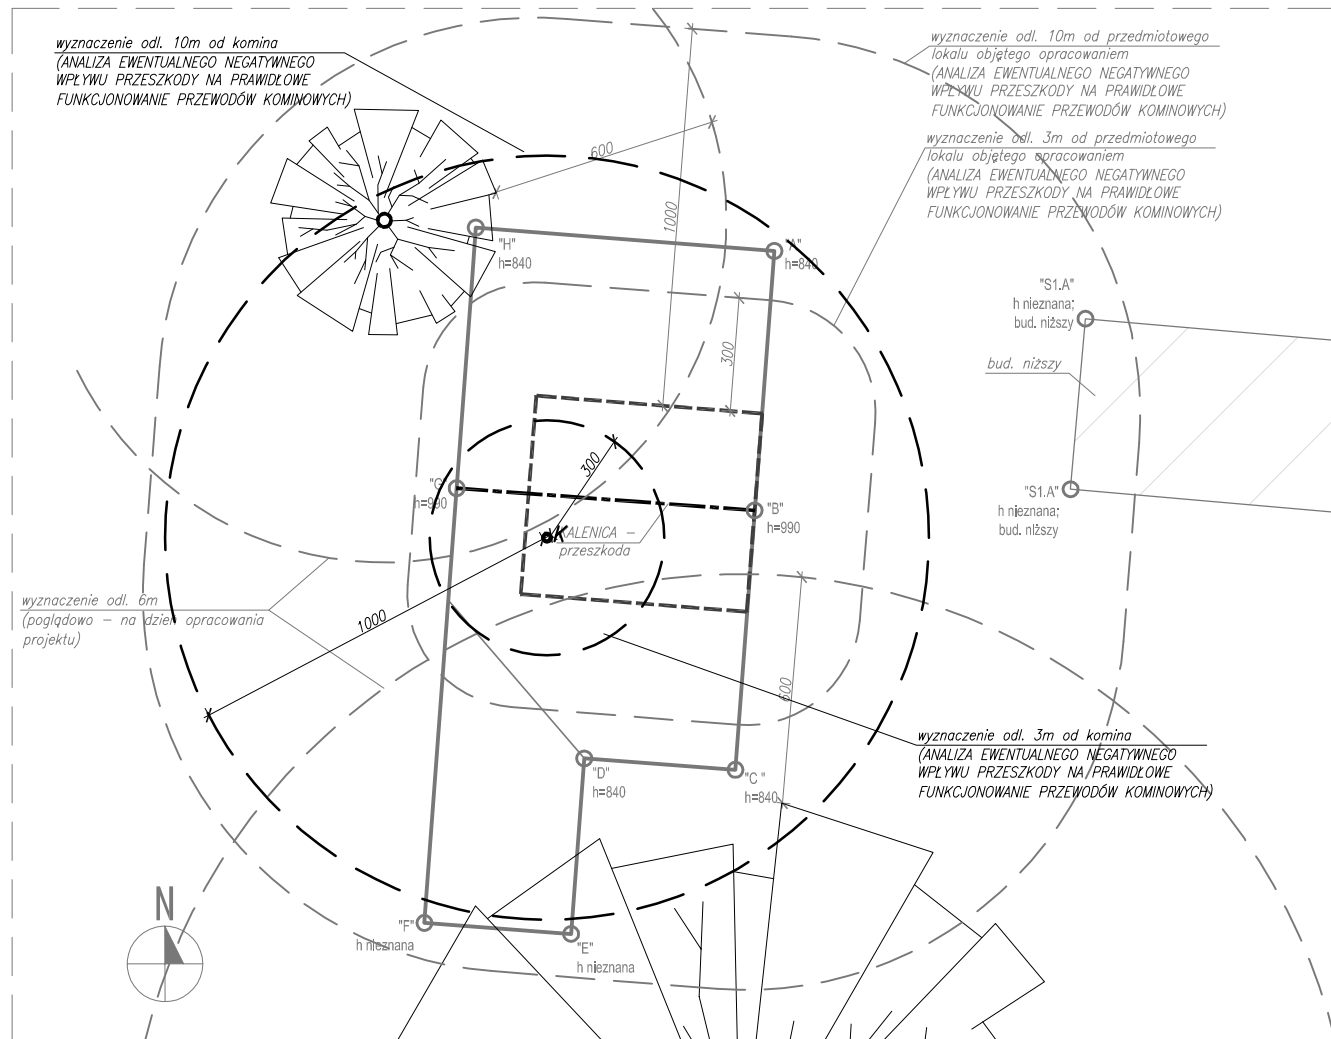 wyznaczenie odl. 10m od komina
(ANALIZA EWENTUALNEGO NEGATYWNEGO
WPŁYWU PRZESZKODY NA PRAWIDŁOWE
FUNKCJONOWANIE PRZEWODÓW KOMINOWYCH)
wyznaczenie odl. 10m od przedmiotowego
lokalu objętego opracowaniem
(ANALIZA EWENTUALNEGO NEGATYWNEGO
WPŁYWU PRZESZKODY NA PRAWIDŁOWE
FUNKCJONOWANIE PRZEWODÓW KOMINOWYCH)
wyznaczenie odl. 3m od przedmiotowego
lokalu objętego opracowaniem
(ANALIZA EWENTUALNEGO NEGATYWNEGO
WPŁYWU PRZESZKODY NA PRAWIDŁOWE
FUNKCJONOWANIE PRZEWODÓW KOMINOWYCH)
600
1000
"H"
h=840
"A"
h=840
"S1.A"
h nieznana;
bud. niższy
300
bud. niższy
300
"G"
h=990
"B"
h=990
"S1.A"
h nieznana;
bud. niższy
K
KALENICA –
przeszkoda
wyznaczenie odl. 6m
(poglądowo – na dzień opracowania
projektu)
1000
600
wyznaczenie odl. 3m od komina
(ANALIZA EWENTUALNEGO NEGATYWNEGO
WPŁYWU PRZESZKODY NA PRAWIDŁOWE
FUNKCJONOWANIE PRZEWODÓW KOMINOWYCH)
"D"
h=840
"C"
h=840
N
"F"
h nieznana
"E"
h nieznana